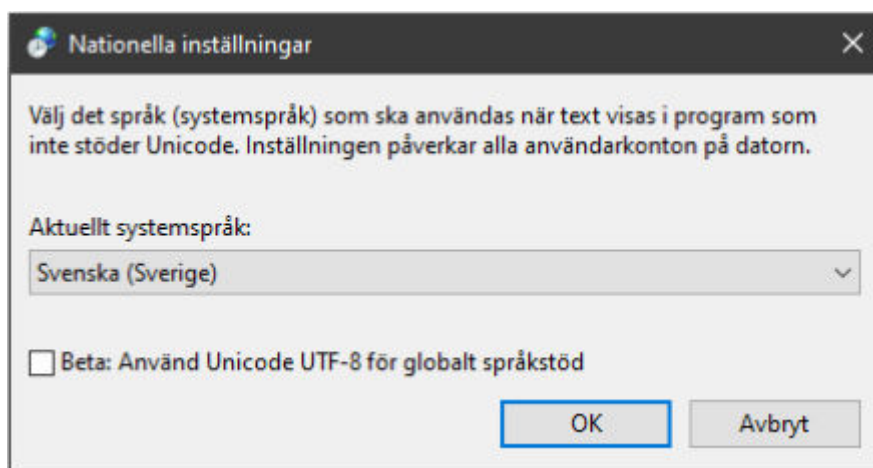 Nationella inställningar
Välj det språk (systemspråk) som ska användas när text visas i program som
inte stöder Unicode. Inställningen påverkar alla användarkonton på datorn.
Aktuellt systemspråk:
Svenska (Sverige)
Beta: Använd Unicode UTF-8 för globalt språkstöd
OK Avbryt